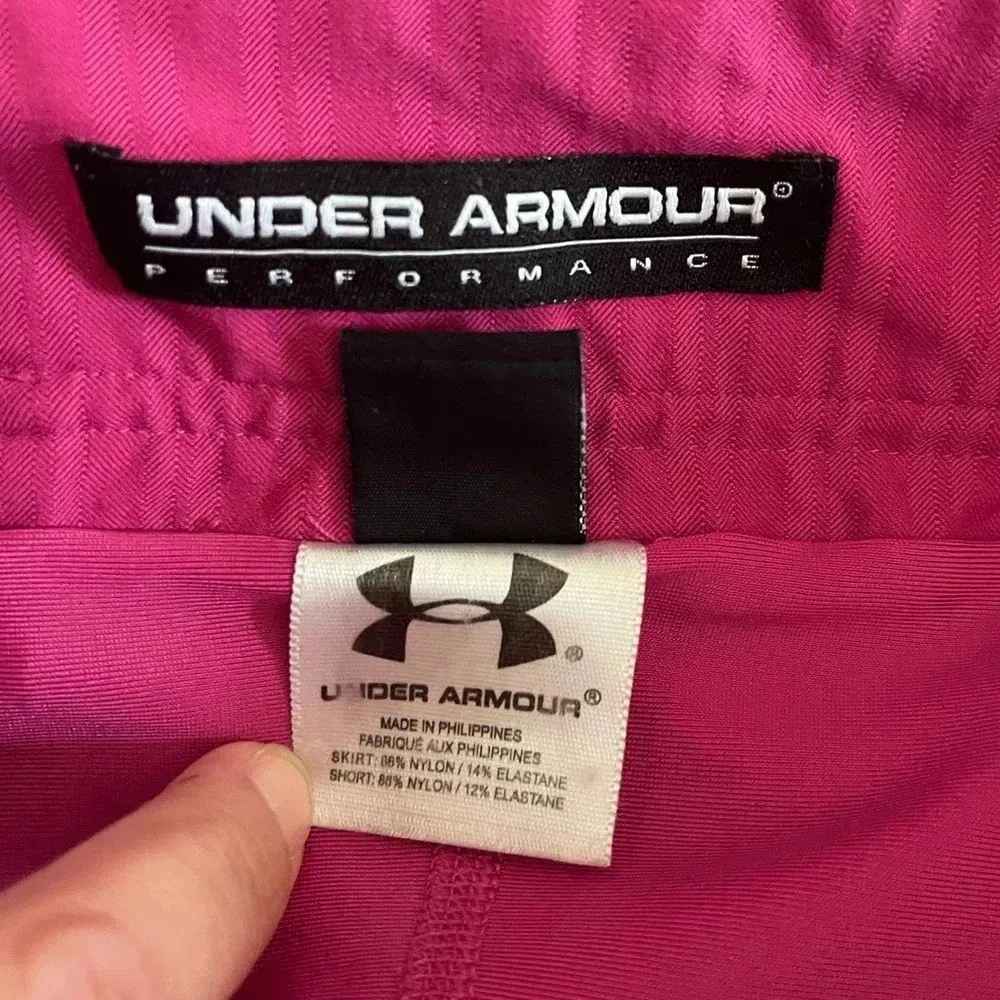 UNDER ARMOUR®
PERFORMANCE
®
UNDER ARMOUR®
MADE IN PHILIPPINES
FABRIQUÉ AUX PHILIPPINES
SKIRT: 86% NYLON / 14% ELASTANE
SHORT: 88% NYLON / 12% ELASTANE